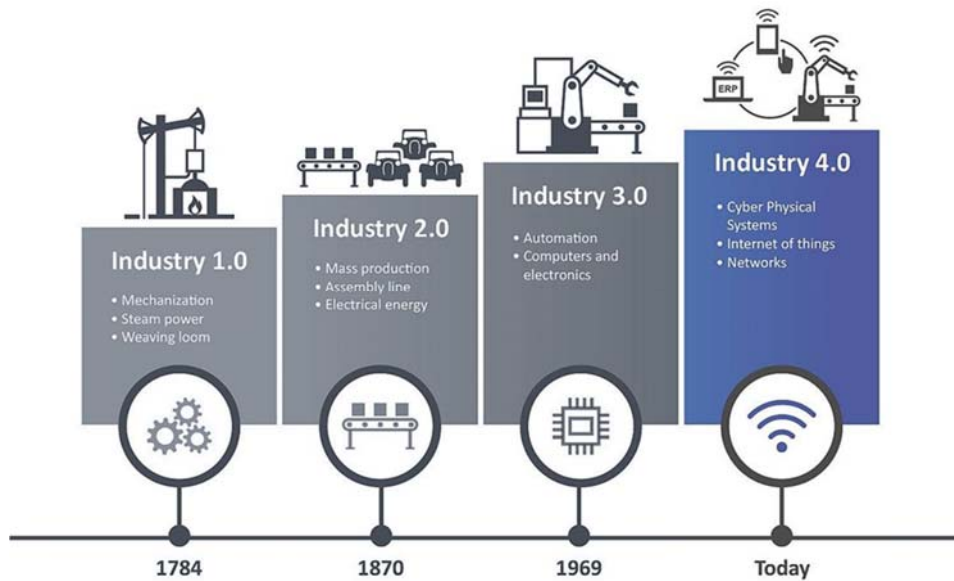 ERP
Industry 1.0
• Mechanization
• Steam power
• Weaving loom
Industry 2.0
• Mass production
• Assembly line
• Electrical energy
Industry 3.0
• Automation
• Computers and
electronics
Industry 4.0
• Cyber Physical
Systems
• Internet of things
• Networks
1784
1870
1969
Today